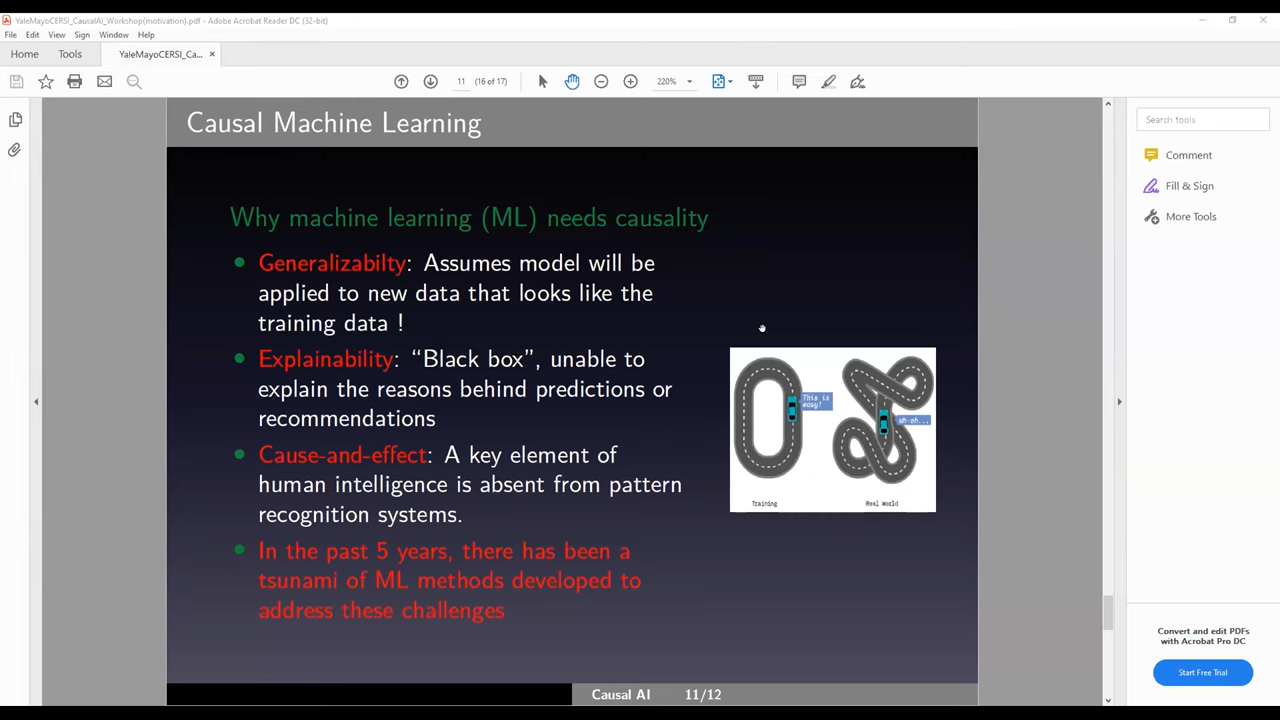 YaleMayoCERSI_CausalAI_Workshop(motivation).pdf - Adobe Acrobat Reader DC (32-bit)
File Edit View Sign Window Help
Home Tools YaleMayoCERSI_Ca... ×
11 (16 of 17) 220%
Causal Machine Learning
Why machine learning (ML) needs causality
Generalizabilty: Assumes model will be
applied to new data that looks like the
training data !
Explainability: “Black box”, unable to
explain the reasons behind predictions or
recommendations
Cause-and-effect: A key element of
human intelligence is absent from pattern
recognition systems.
In the past 5 years, there has been a
tsunami of ML methods developed to
address these challenges
This is
easy!
uh-oh...
Training Real World
Causal AI 11/12
Search tools
Comment
Fill & Sign
More Tools
Convert and edit PDFs
with Acrobat Pro DC
Start Free Trial